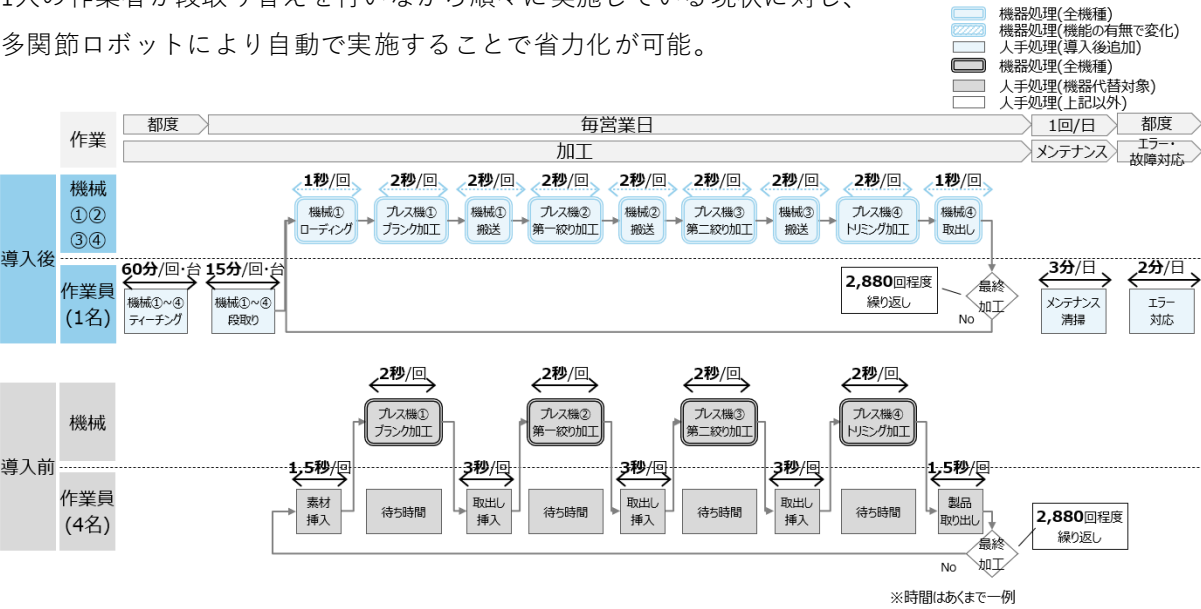 1人の作業者が段取り替えを行いながら順々に実施している現状に対し、
多関節ロボットにより自動で実施することで省力化が可能。
機器処理(全機種)
機器処理(機能の有無で変化)
人手処理(導入後追加)
機器処理(全機種)
人手処理(機器代替対象)
人手処理(上記以外)
作業
都度
毎営業日
1回/日
都度
加工
メンテナンス
エラー・
故障対応
導入後
機械
①②
③④
1秒/回
2秒/回
2秒/回
2秒/回
2秒/回
2秒/回
2秒/回
2秒/回
1秒/回
機械①
ローディング
プレス機①
ブランク加工
機械①
搬送
プレス機②
第一絞り加工
機械②
搬送
プレス機③
第二絞り加工
機械③
搬送
プレス機④
トリミング加工
機械④
取出し
作業員
(1名)
60分/回・台
15分/回・台
機械①~④
ティーチング
機械①~④
段取り
2,880回程度
繰り返し
最終
加工
No
3分/日
2分/日
メンテナンス
清掃
エラー
対応
導入前
機械
2秒/回
2秒/回
2秒/回
2秒/回
プレス機①
ブランク加工
プレス機②
第一絞り加工
プレス機③
第二絞り加工
プレス機④
トリミング加工
作業員
(4名)
1.5秒/回
3秒/回
3秒/回
3秒/回
1.5秒/回
素材
挿入
待ち時間
取出し
挿入
待ち時間
取出し
挿入
待ち時間
取出し
挿入
待ち時間
製品
取り出し
2,880回程度
繰り返し
最終
加工
No
※時間はあくまで一例